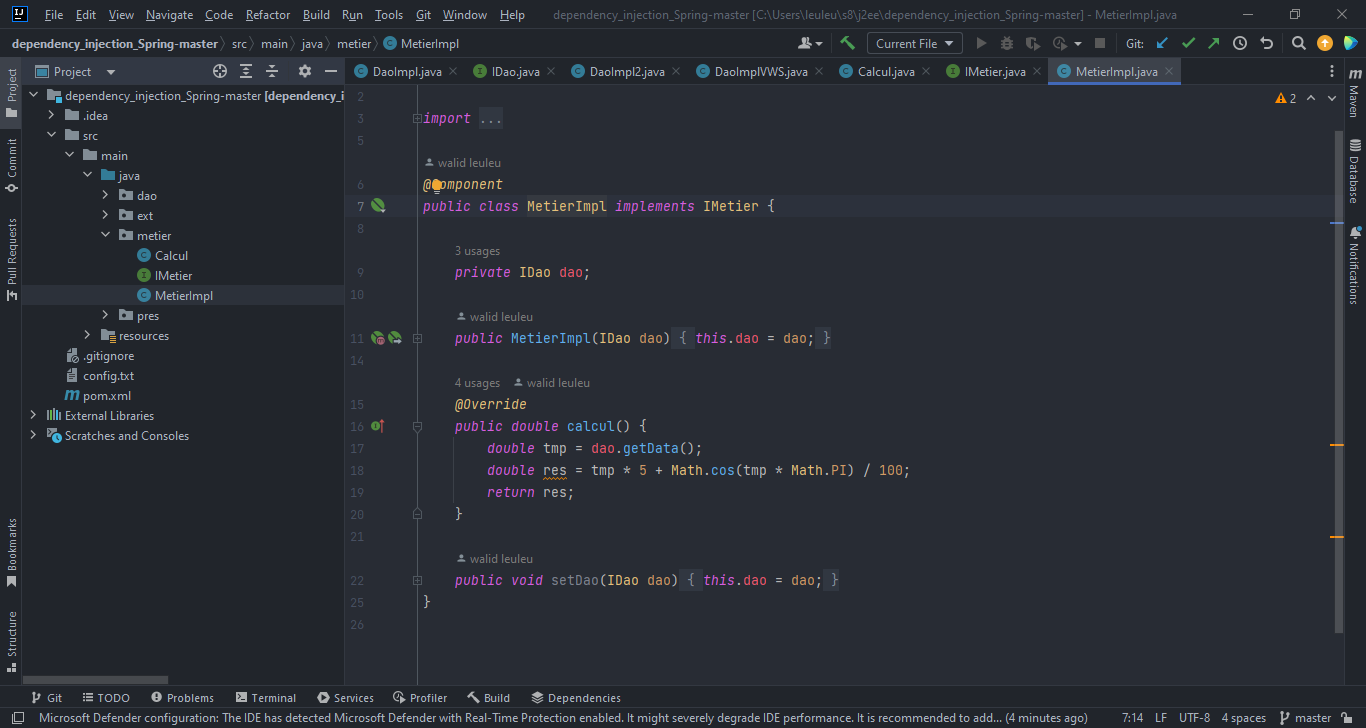 File Edit View Navigate Code Refactor Build Run Tools Git Window Help dependency_injection_Spring-master [C:\Users\leuleu\s8\j2ee\dependency_injection_Spring-master] - MetierImpl.java
dependency_injection_Spring-master src main java metier MetierImpl Current File Git:
Project DaoImpl.java IDao.java DaoImpl2.java DaoImplVWS.java Calcul.java IMetier.java MetierImpl.java
Project
Commit
Pull Requests
Bookmarks
Structure
dependency_injection_Spring-master [dependency_i
.idea
src
main
java
dao
ext
metier
Calcul
IMetier
MetierImpl
pres
resources
.gitignore
config.txt
pom.xml
External Libraries
Scratches and Consoles
2
2
3 import ...
5
walid leuleu
6 @Component
7 public class MetierImpl implements IMetier {
8
3 usages
9 private IDao dao;
10
walid leuleu
11 public MetierImpl(IDao dao) { this.dao = dao; }
14
4 usages walid leuleu
15 @Override
16 public double calcul() {
17 double tmp = dao.getData();
18 double res = tmp * 5 + Math.cos(tmp * Math.PI) / 100;
19 return res;
20 }
21
walid leuleu
22 public void setDao(IDao dao) { this.dao = dao; }
25 }
26
Maven
Database
Notifications
Git TODO Problems Terminal Services Profiler Build Dependencies
Microsoft Defender configuration: The IDE has detected Microsoft Defender with Real-Time Protection enabled. It might severely degrade IDE performance. It is recommended to add... (4 minutes ago) 7:14 LF UTF-8 4 spaces master